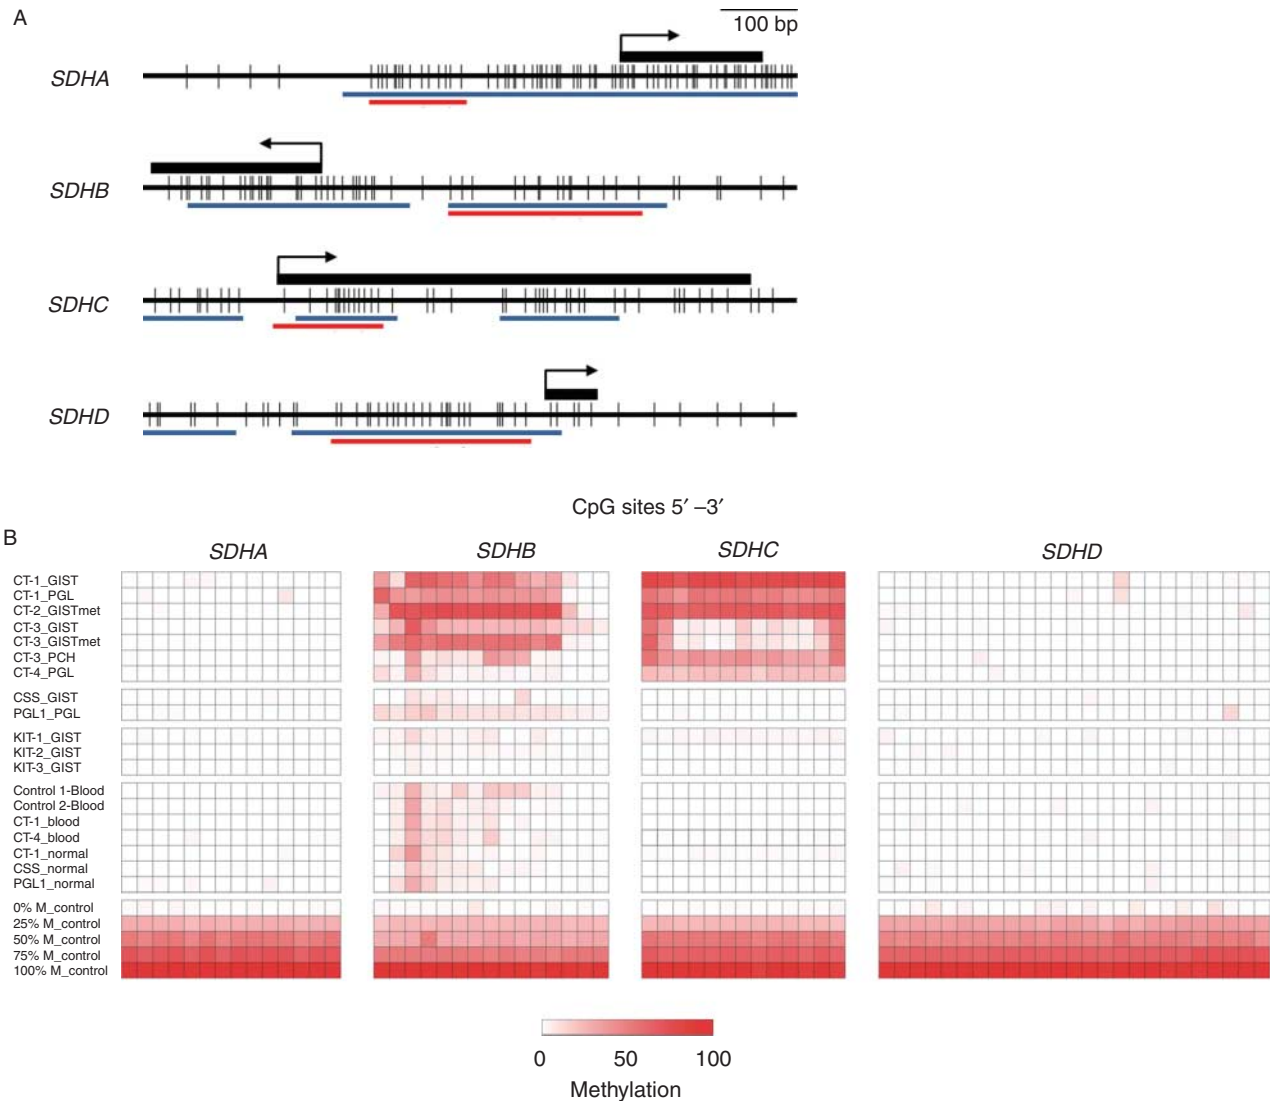 A
100 bp
SDHA
SDHB
SDHC
SDHD
CpG sites 5′ –3′
B
SDHA SDHB SDHC SDHD
CT-1_GIST
CT-1_PGL
CT-2_GISTmet
CT-3_GIST
CT-3_GISTmet
CT-3_PCH
CT-4_PGL
CSS_GIST
PGL1_PGL
KIT-1_GIST
KIT-2_GIST
KIT-3_GIST
Control 1-Blood
Control 2-Blood
CT-1_blood
CT-4_blood
CT-1_normal
CSS_normal
PGL1_normal
0% M_control
25% M_control
50% M_control
75% M_control
100% M_control
0 50 100
Methylation